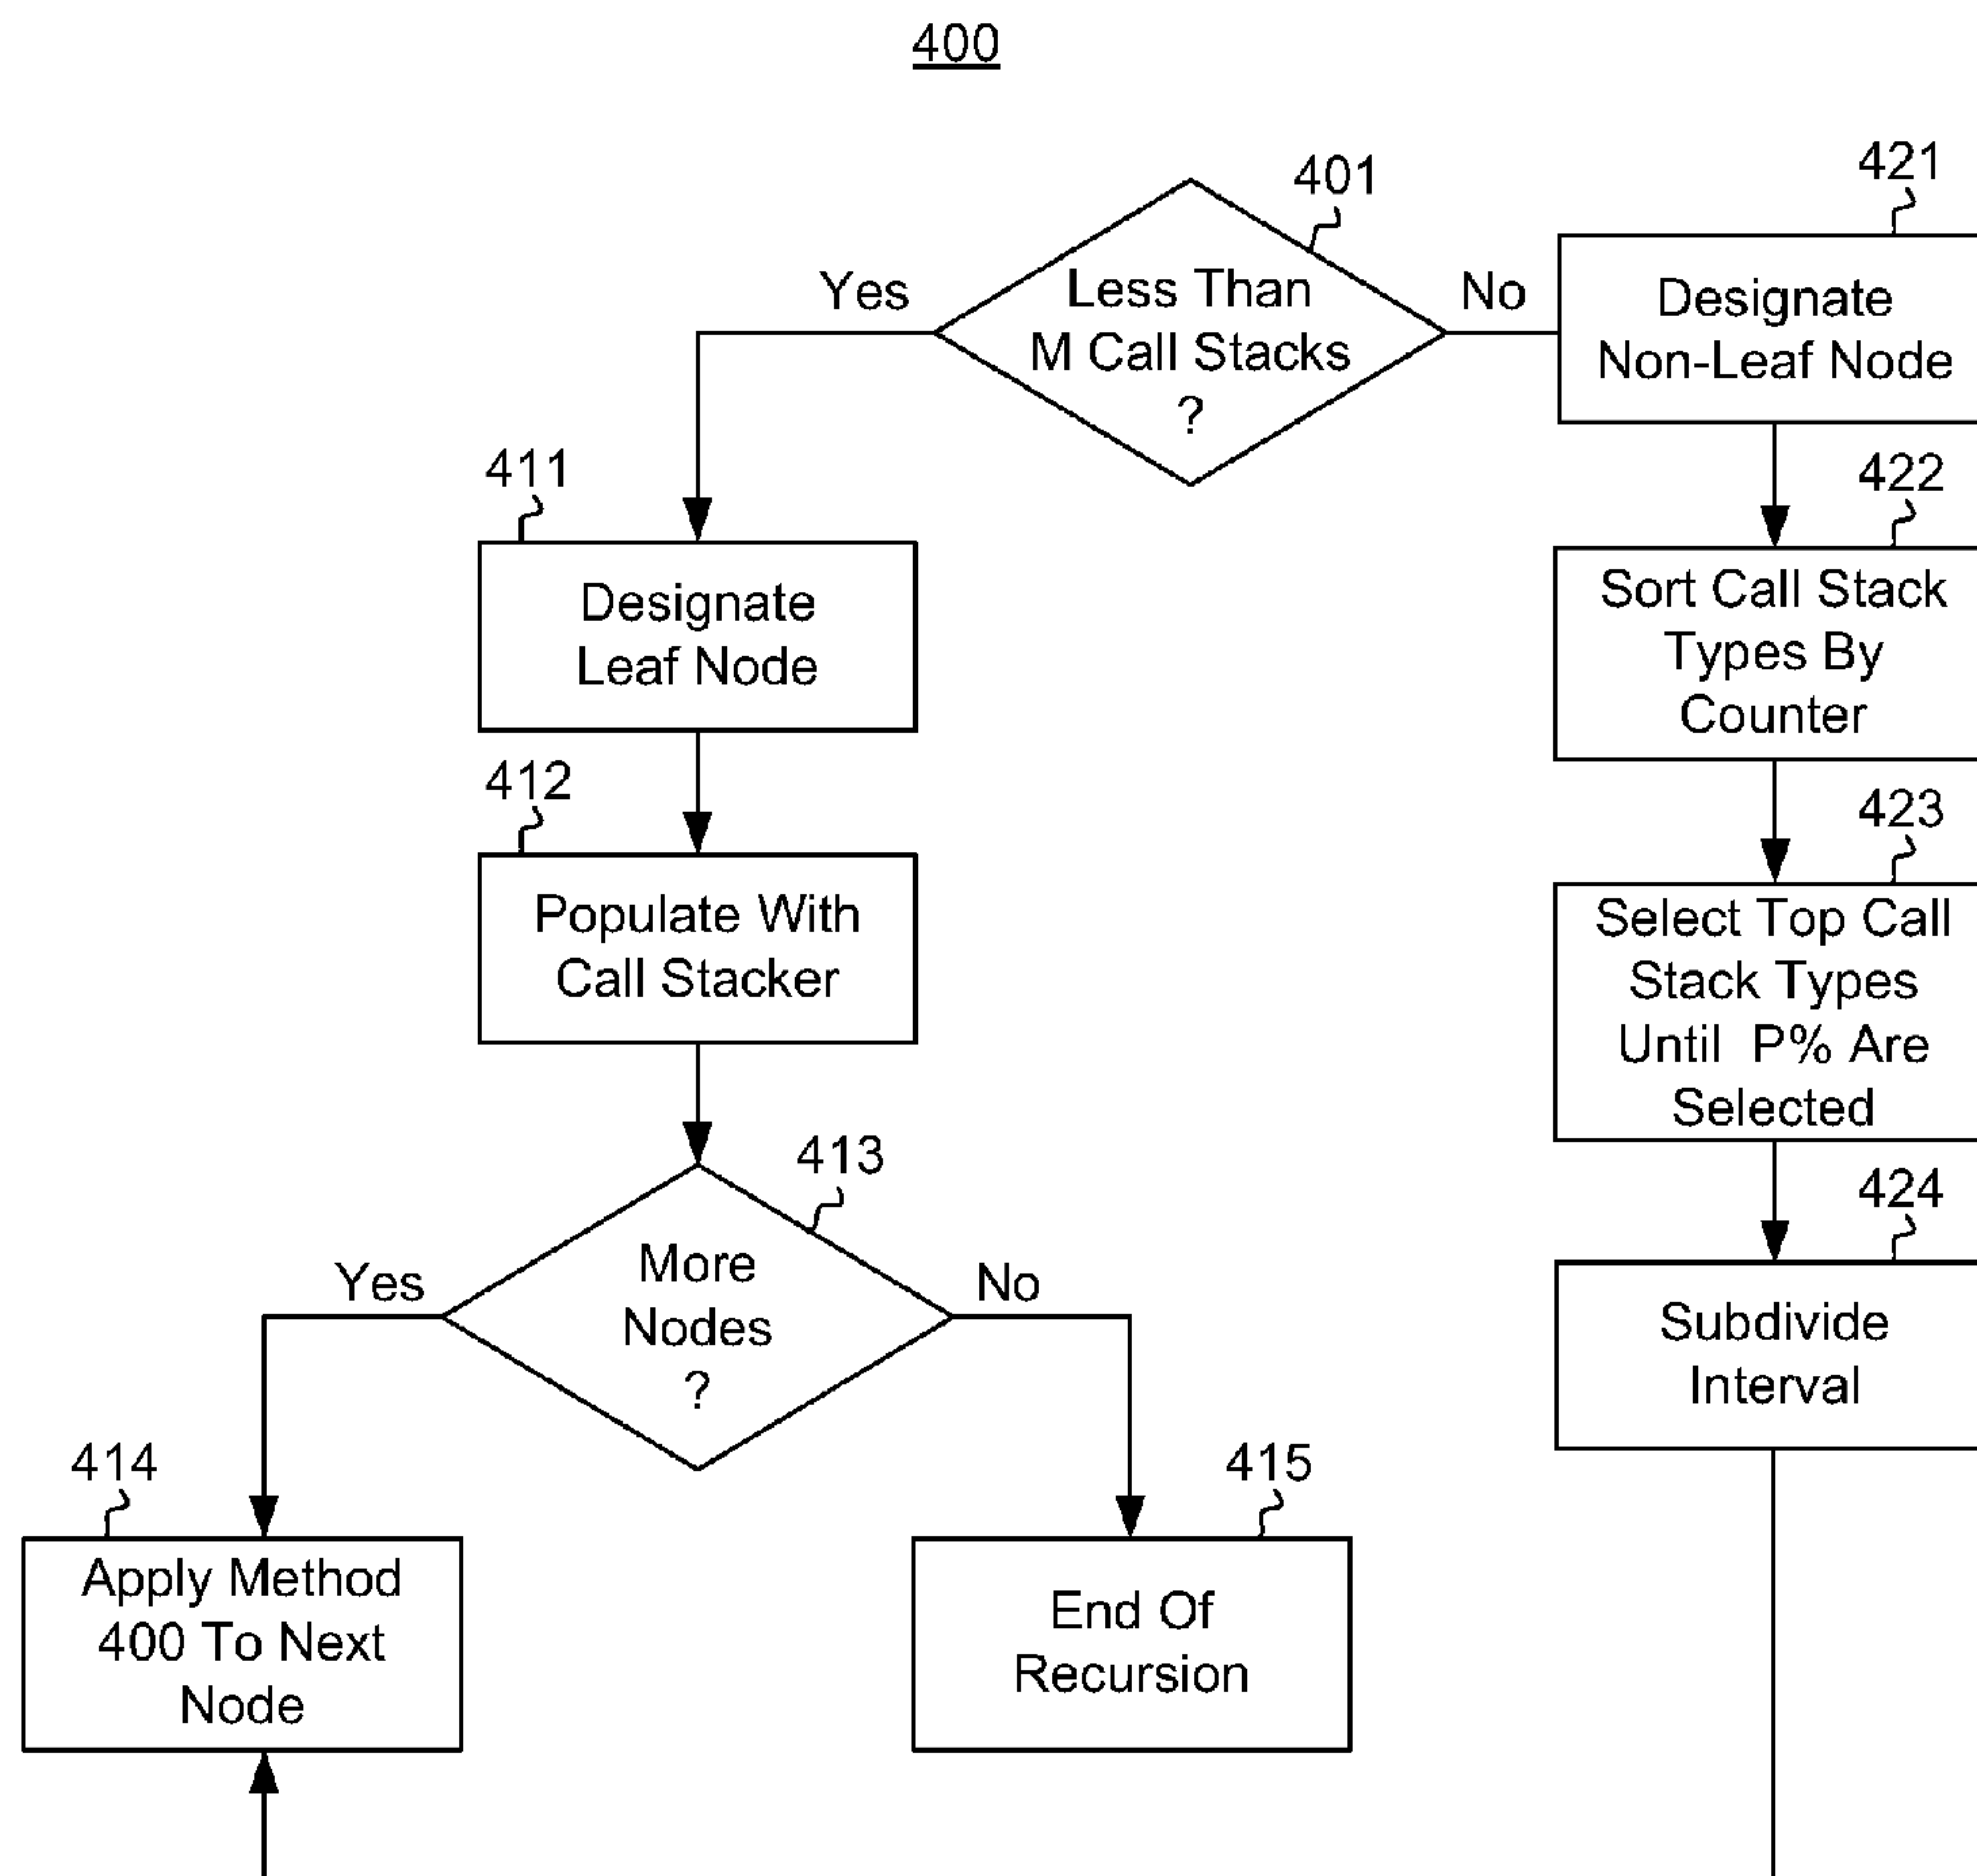 400
401
Yes
Less Than
M Call Stacks
?
No
421
Designate
Non-Leaf Node
411
Designate
Leaf Node
422
Sort Call Stack
Types By
Counter
412
Populate With
Call Stacker
423
Select Top Call
Stack Types
Until P% Are
Selected
413
Yes
More
Nodes
?
No
424
Subdivide
Interval
414
Apply Method
400 To Next
Node
415
End Of
Recursion